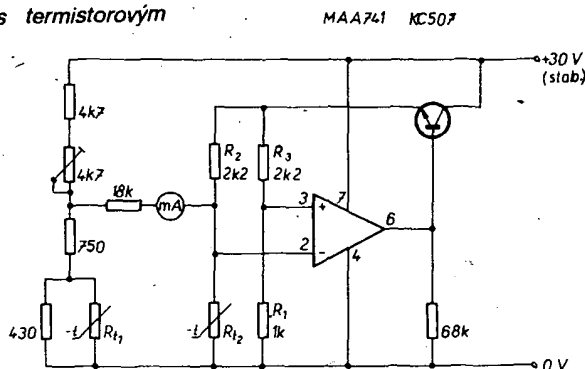 s termistorovým
MAA741 KC507
+30 V
(stab.)
4k7
4k7
R2
2k2
R3
2k2
18k
mA
3
+
7
6
2
-
4
750
430
-t
Rt1
-t
Rt2
R1
1k
68k
0 V